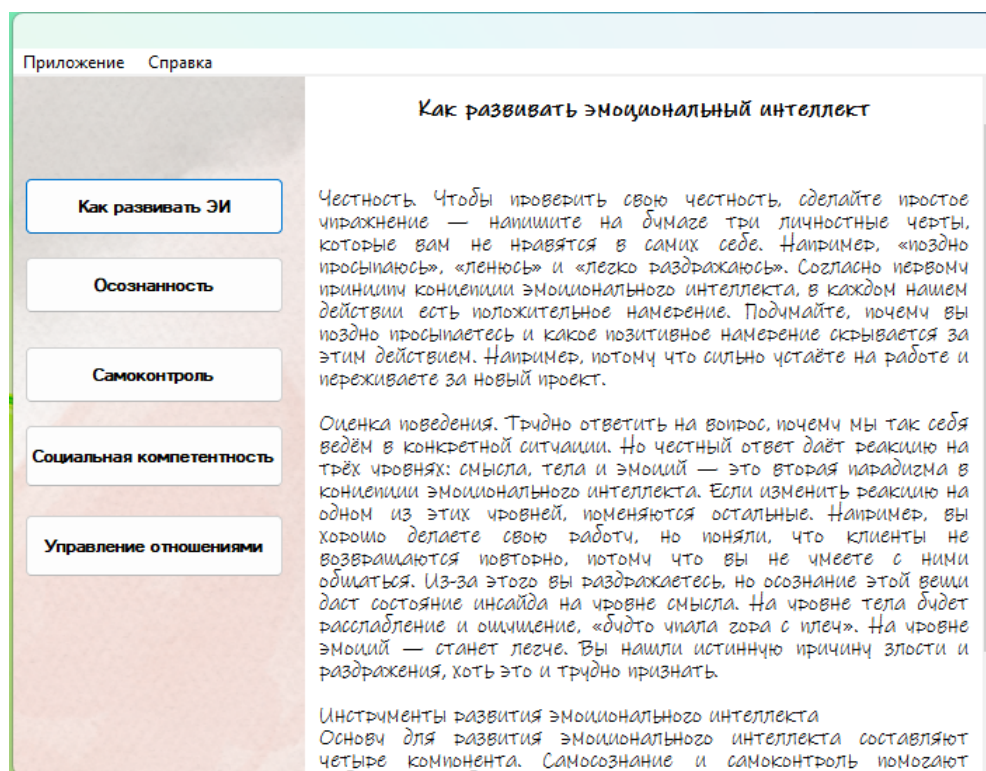 Приложение Справка
Как развивать ЭИ
Осознанность
Самоконтроль
Социальная компетентность
Управление отношениями
Как развивать эмоциональный интеллект
Честность. Чтобы проверить свою честность, сделайте простое
упражнение — напишите на бумаге три личностные черты,
которые вам не нравятся в самих себе. Например, «поздно
просыпаюсь», «ленюсь» и «легко раздражаюсь». Согласно первому
принципу концепции эмоционального интеллекта, в каждом нашем
действии есть положительное намерение. Подумайте, почему вы
поздно просыпаетесь и какое позитивное намерение скрывается за
этим действием. Например, потому что сильно устаёте на работе и
переживаете за новый проект.
Оценка поведения. Трудно ответить на вопрос, почему мы так себя
ведём в конкретной ситуации. Но честный ответ даёт реакцию на
трёх уровнях: смысла, тела и эмоций — это вторая парадигма в
концепции эмоционального интеллекта. Если изменить реакцию на
одном из этих уровней, поменяются остальные. Например, вы
хорошо делаете свою работу, но поняли, что клиенты не
возвращаются повторно, потому что вы не умеете с ними
общаться. Из-за этого вы раздражаетесь, но осознание этой вещи
даст состояние инсайда на уровне смысла. На уровне тела будет
расслабление и ощущение, «будто упала гора с плеч». На уровне
эмоций — станет легче. Вы нашли истинную причину злости и
раздражения, хоть это и трудно признать.
Инструменты развития эмоционального интеллекта
Основу для развития эмоционального интеллекта составляют
четыре компонента. Самосознание и самоконтроль помогают